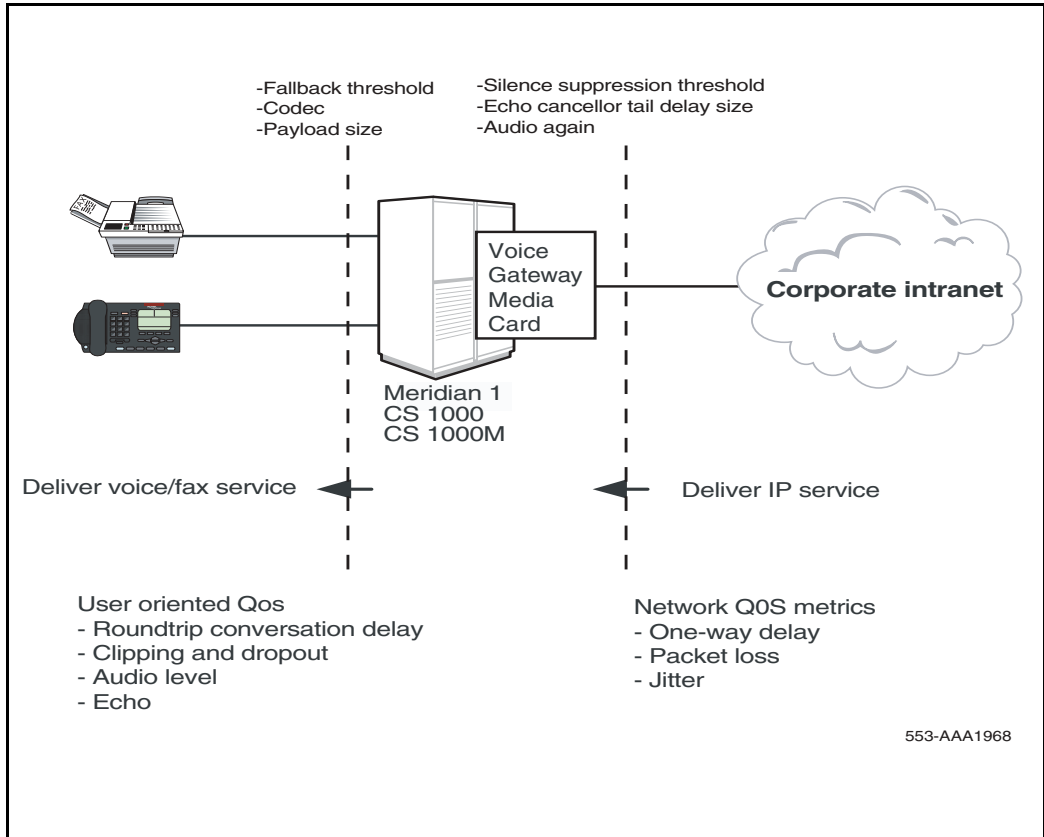 -Fallback threshold
-Codec
-Payload size
-Silence suppression threshold
-Echo cancellor tail delay size
-Audio again
FAX
Voice
Gateway
Media
Card
Corporate intranet
Meridian 1
CS 1000
CS 1000M
Deliver voice/fax service
Deliver IP service
User oriented Qos
- Roundtrip conversation delay
- Clipping and dropout
- Audio level
- Echo
Network Q0S metrics
- One-way delay
- Packet loss
- Jitter
553-AAA1968